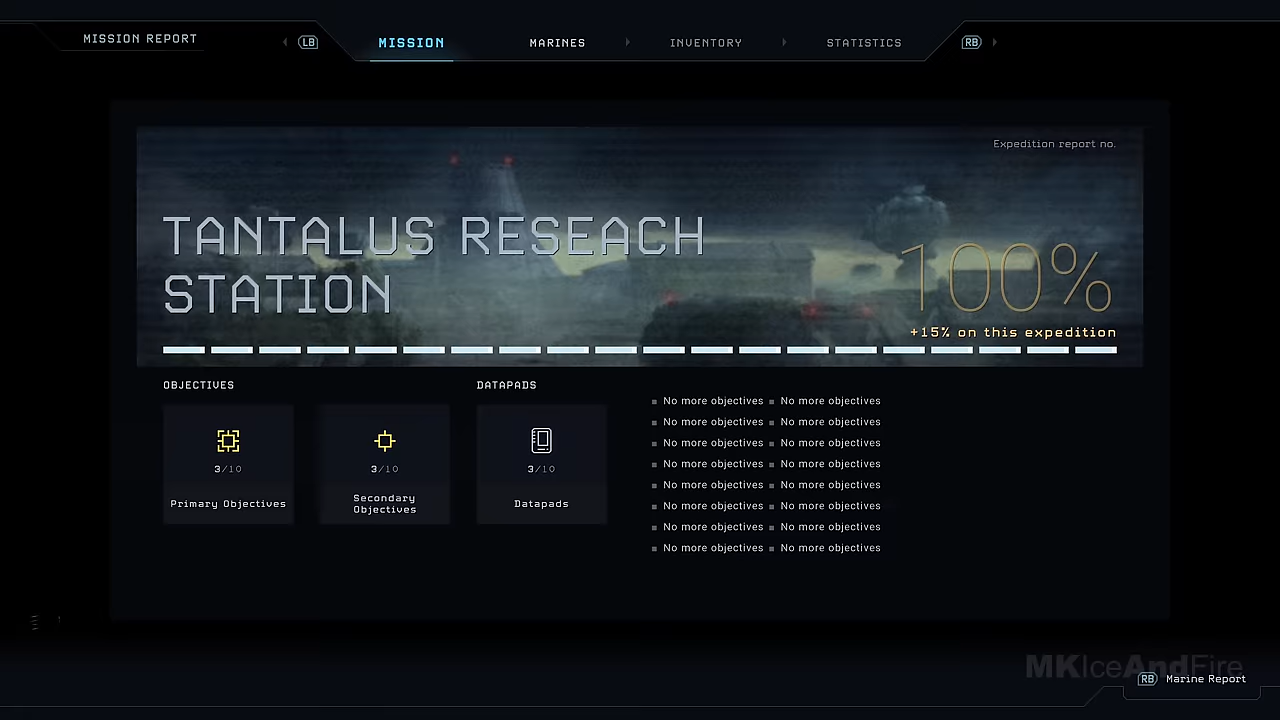 MISSION REPORT
LB
MISSION
MARINES
INVENTORY
STATISTICS
RB
Expedition report no.
TANTALUS RESEACH
STATION
100%
+15% on this expedition
OBJECTIVES
DATAPADS
3/10
Primary Objectives
3/10
Secondary
Objectives
3/10
Datapads
No more objectives No more objectives
No more objectives No more objectives
No more objectives No more objectives
No more objectives No more objectives
No more objectives No more objectives
No more objectives No more objectives
No more objectives No more objectives
No more objectives No more objectives
MKIceAndFire
RB Marine Report